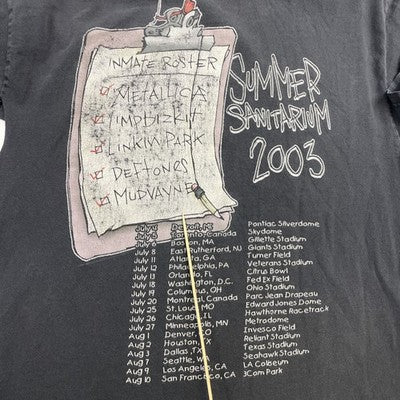 INMATE ROSTER
METALLICA
LIMPBIZKIT
LINKIN PARK
DEFTONES
MUDVAYNE
SUMMER
SANITARIUM
2003
Detroit, MI Pontiac Silverdome
Toronto, Canada Skydome
July 6 Boston, MA Gillette Stadium
July 8 East Rutherford, NJ Giants Stadium
July 11 Atlanta, GA Turner Field
July 12 Philadelphia, PA Veterans Stadium
July 13 Orlando, FL Citrus Bowl
July 18 Washington, D.C. Fed Ex Field
July 19 Columbus, OH Ohio Stadium
July 20 Montreal, Canada Parc Jean Drapeau
July 25 St. Louis, MO Edward Jones Dome
July 26 Chicago, IL Hawthorne Racetrack
July 27 Minneapolis, MN Metrodome
Aug 1 Denver, CO Invesco Field
Aug 2 Houston, TX Reliant Stadium
Aug 3 Dallas, TX Texas Stadium
Aug 7 Seattle, WA Seahawk Stadium
Aug 9 Los Angeles, CA LA Coliseum
Aug 10 San Francisco, CA 3Com Park